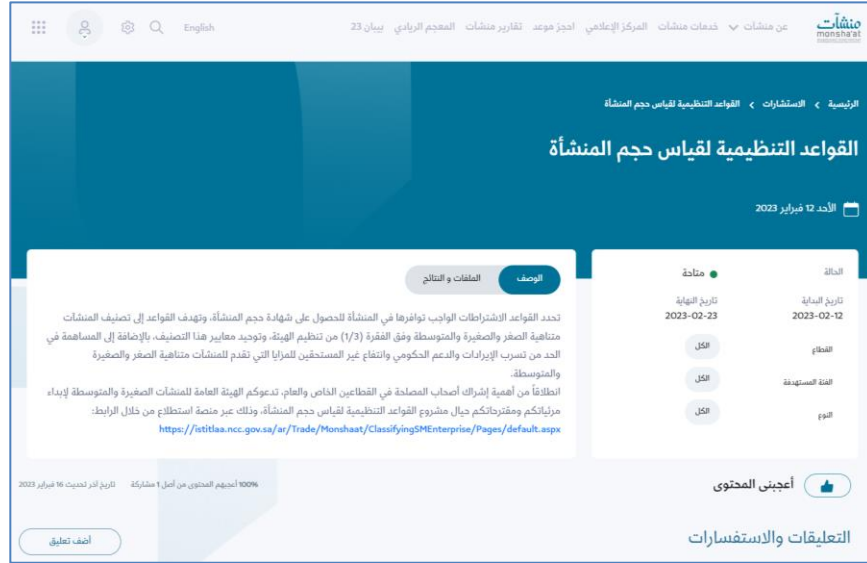 منشآت
monsha'at
عن منشآت
خدمات منشآت
المركز الإعلامي
احجز موعد
تقارير منشآت
المعجم الريادي
بيبان 23
English
الرئيسية > الاستشارات > القواعد التنظيمية لقياس حجم المنشأة
القواعد التنظيمية لقياس حجم المنشأة
الأحد 12 فبراير 2023
الحالة
متاحة
تاريخ البداية
تاريخ النهاية
2023-02-12
2023-02-23
القطاع
الكل
الفئة المستهدفة
الكل
النوع
الكل
الوصف
الملفات و النتائج
تحدد القواعد الاشتراطات الواجب توافرها في المنشأة للحصول على شهادة حجم المنشأة، وتهدف القواعد إلى تصنيف المنشآت
متناهية الصغر والصغيرة والمتوسطة وفق الفقرة (1/3) من تنظيم الهيئة، وتوحيد معايير هذا التصنيف، بالإضافة إلى المساهمة في
الحد من تسرب الإيرادات والدعم الحكومي وانتفاع غير المستحقين للمزايا التي تقدم للمنشآت متناهية الصغر والصغيرة
والمتوسطة.
انطلاقاً من أهمية إشراك أصحاب المصلحة في القطاعين الخاص والعام، تدعوكم الهيئة العامة للمنشآت الصغيرة والمتوسطة لإبداء
مرئياتكم ومقترحاتكم حيال مشروع القواعد التنظيمية لقياس حجم المنشأة، وذلك عبر منصة استطلاع من خلال الرابط:
https://istitlaa.ncc.gov.sa/ar/Trade/Monshaat/ClassifyingSMEnterprise/Pages/default.aspx
أعجبني المحتوى
100% أعجبهم المحتوى من أصل 1 مشاركة
تاريخ آخر تحديث 16 فبراير 2023
التعليقات والاستفسارات
أضف تعليق